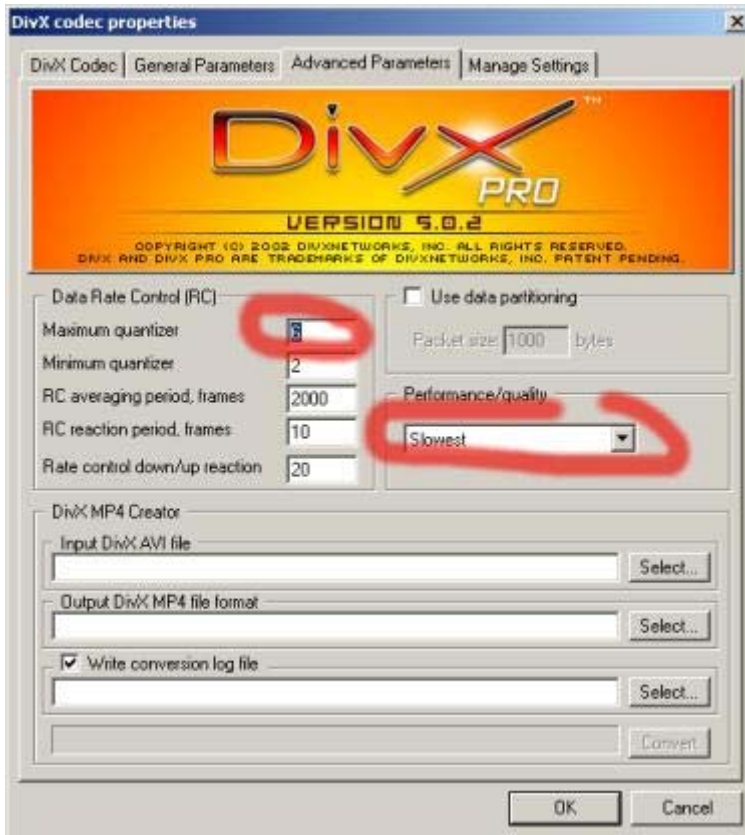 DivX codec properties
DivX Codec General Parameters Advanced Parameters Manage Settings
DivX™
PRO
VERSION 5.0.2
COPYRIGHT (C) 2002 DIVXNETWORKS, INC. ALL RIGHTS RESERVED.
DIVX AND DIVX PRO ARE TRADEMARKS OF DIVXNETWORKS, INC. PATENT PENDING.
Data Rate Control (RC)
Maximum quantizer 6
Minimum quantizer 2
RC averaging period, frames 2000
RC reaction period, frames 10
Rate control down/up reaction 20
Use data partitioning
Packet size 1000 bytes
Performance/quality
Slowest
DivX MP4 Creator
Input DivX AVI file
Select...
Output DivX MP4 file format
Select...
Write conversion log file
Select...
Convert
OK Cancel